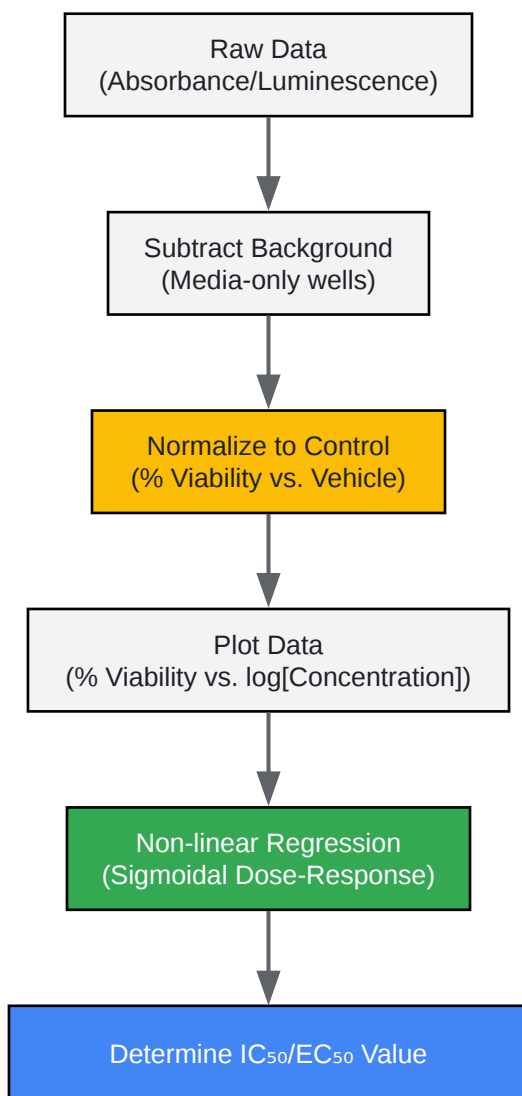 Raw Data
(Absorbance/Luminescence)
Subtract Background
(Media-only wells)
Normalize to Control
(% Viability vs. Vehicle)
Plot Data
(% Viability vs. log[Concentration])
Non-linear Regression
(Sigmoidal Dose-Response)
Determine IC₅₀/EC₅₀ Value